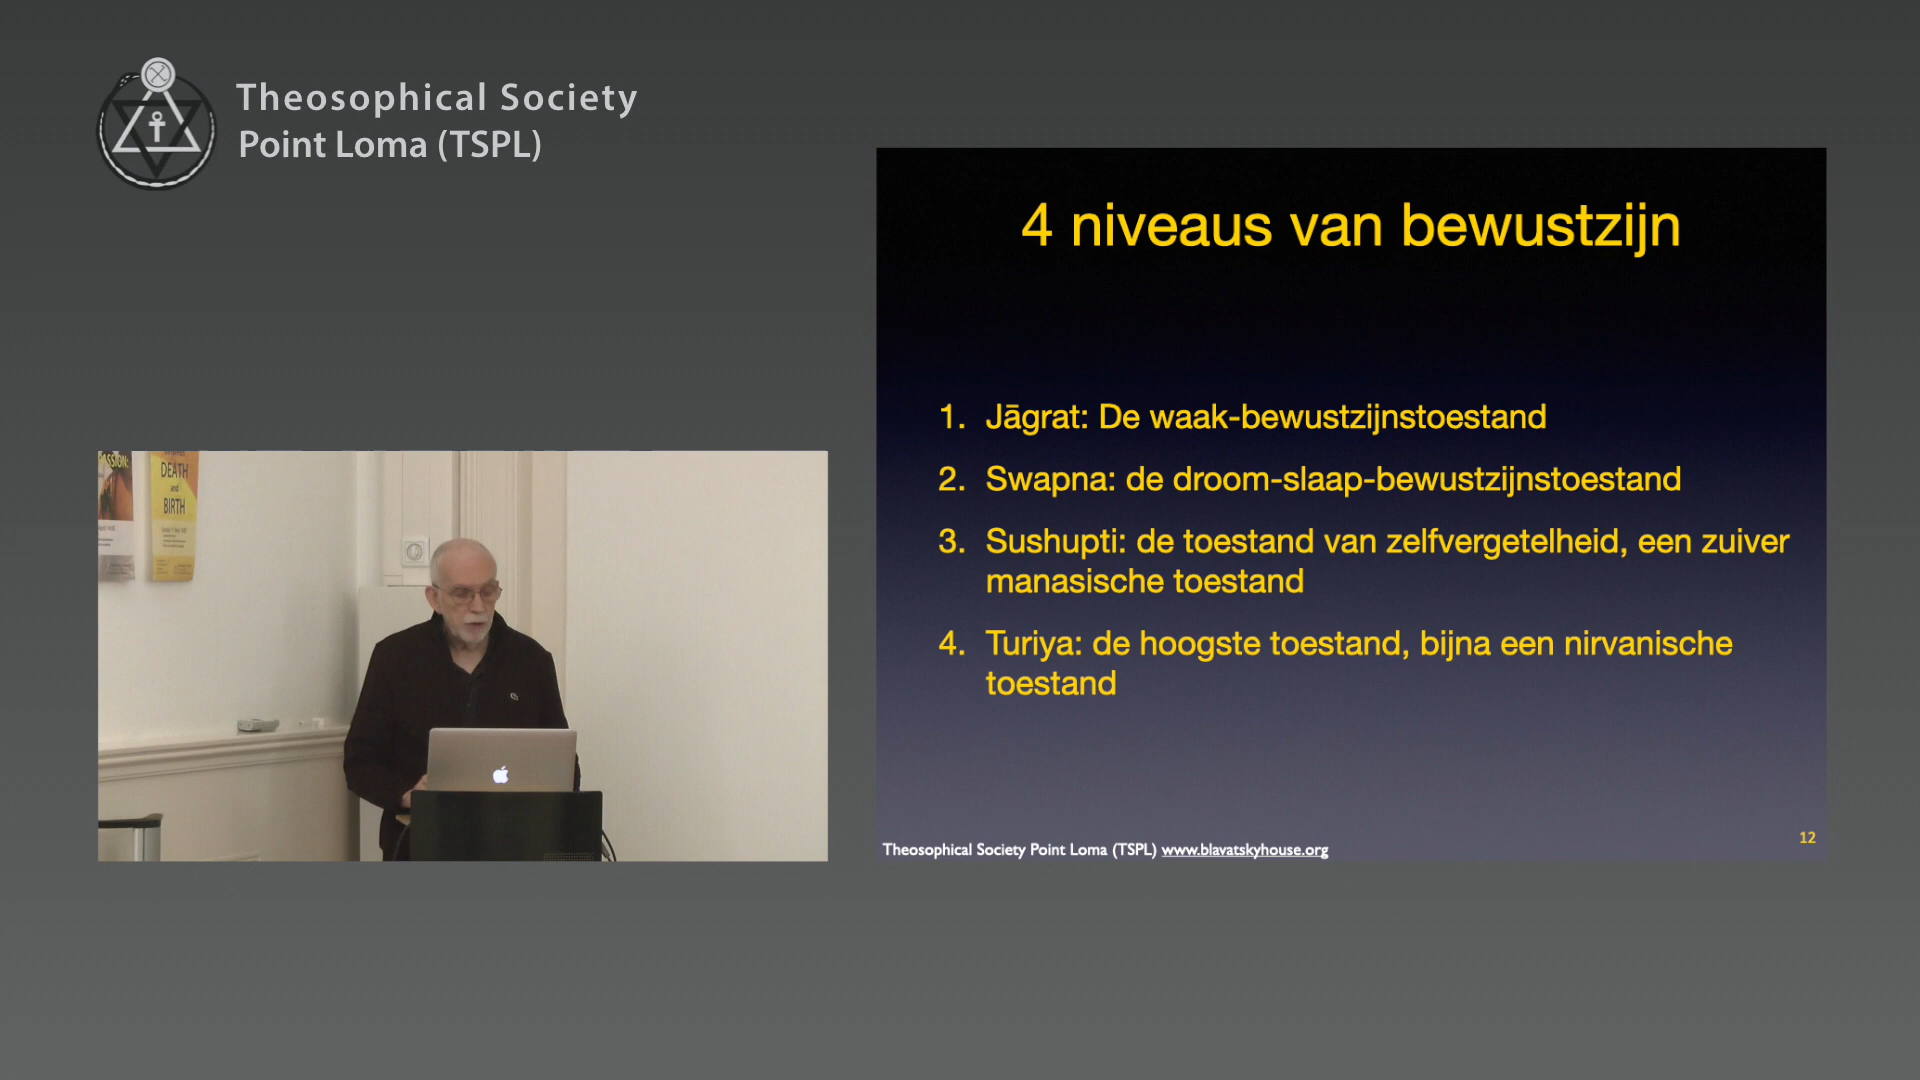 Theosophical Society
Point Loma (TSPL)
4 niveaus van bewustzijn
1. Jāgrat: De waak-bewustzijnstoestand
2. Swapna: de droom-slaap-bewustzijnstoestand
3. Sushupti: de toestand van zelfvergetelheid, een zuiver
manasische toestand
4. Turiya: de hoogste toestand, bijna een nirvanische
toestand
Theosophical Society Point Loma (TSPL) www.blavatskyhouse.org
12
DEATH
and
BIRTH